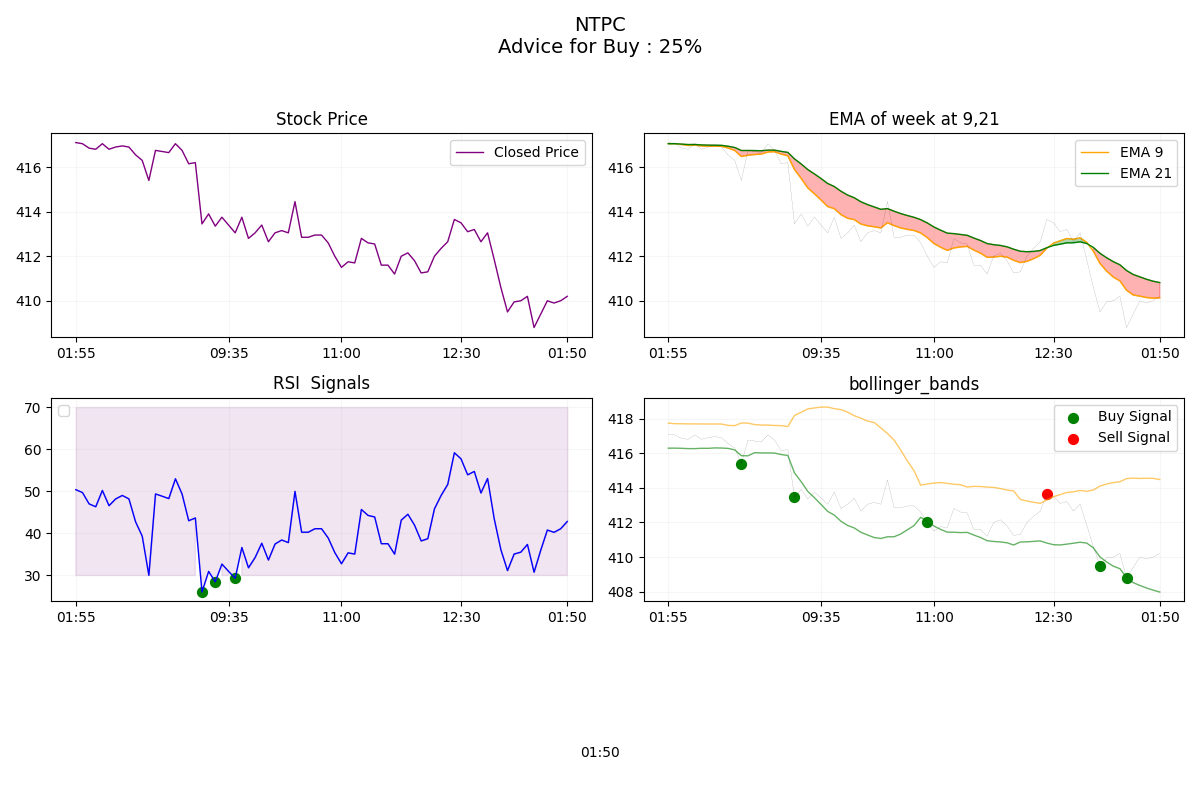 NTPC
Advice for Buy : 25%
Stock Price
Closed Price
416
414
412
410
01:55 09:35 11:00 12:30 01:50
EMA of week at 9,21
EMA 9
EMA 21
416
414
412
410
01:55 09:35 11:00 12:30 01:50
RSI  Signals
70
60
50
40
30
01:55 09:35 11:00 12:30 01:50
bollinger_bands
Buy Signal
Sell Signal
418
416
414
412
410
408
01:55 09:35 11:00 12:30 01:50
01:50